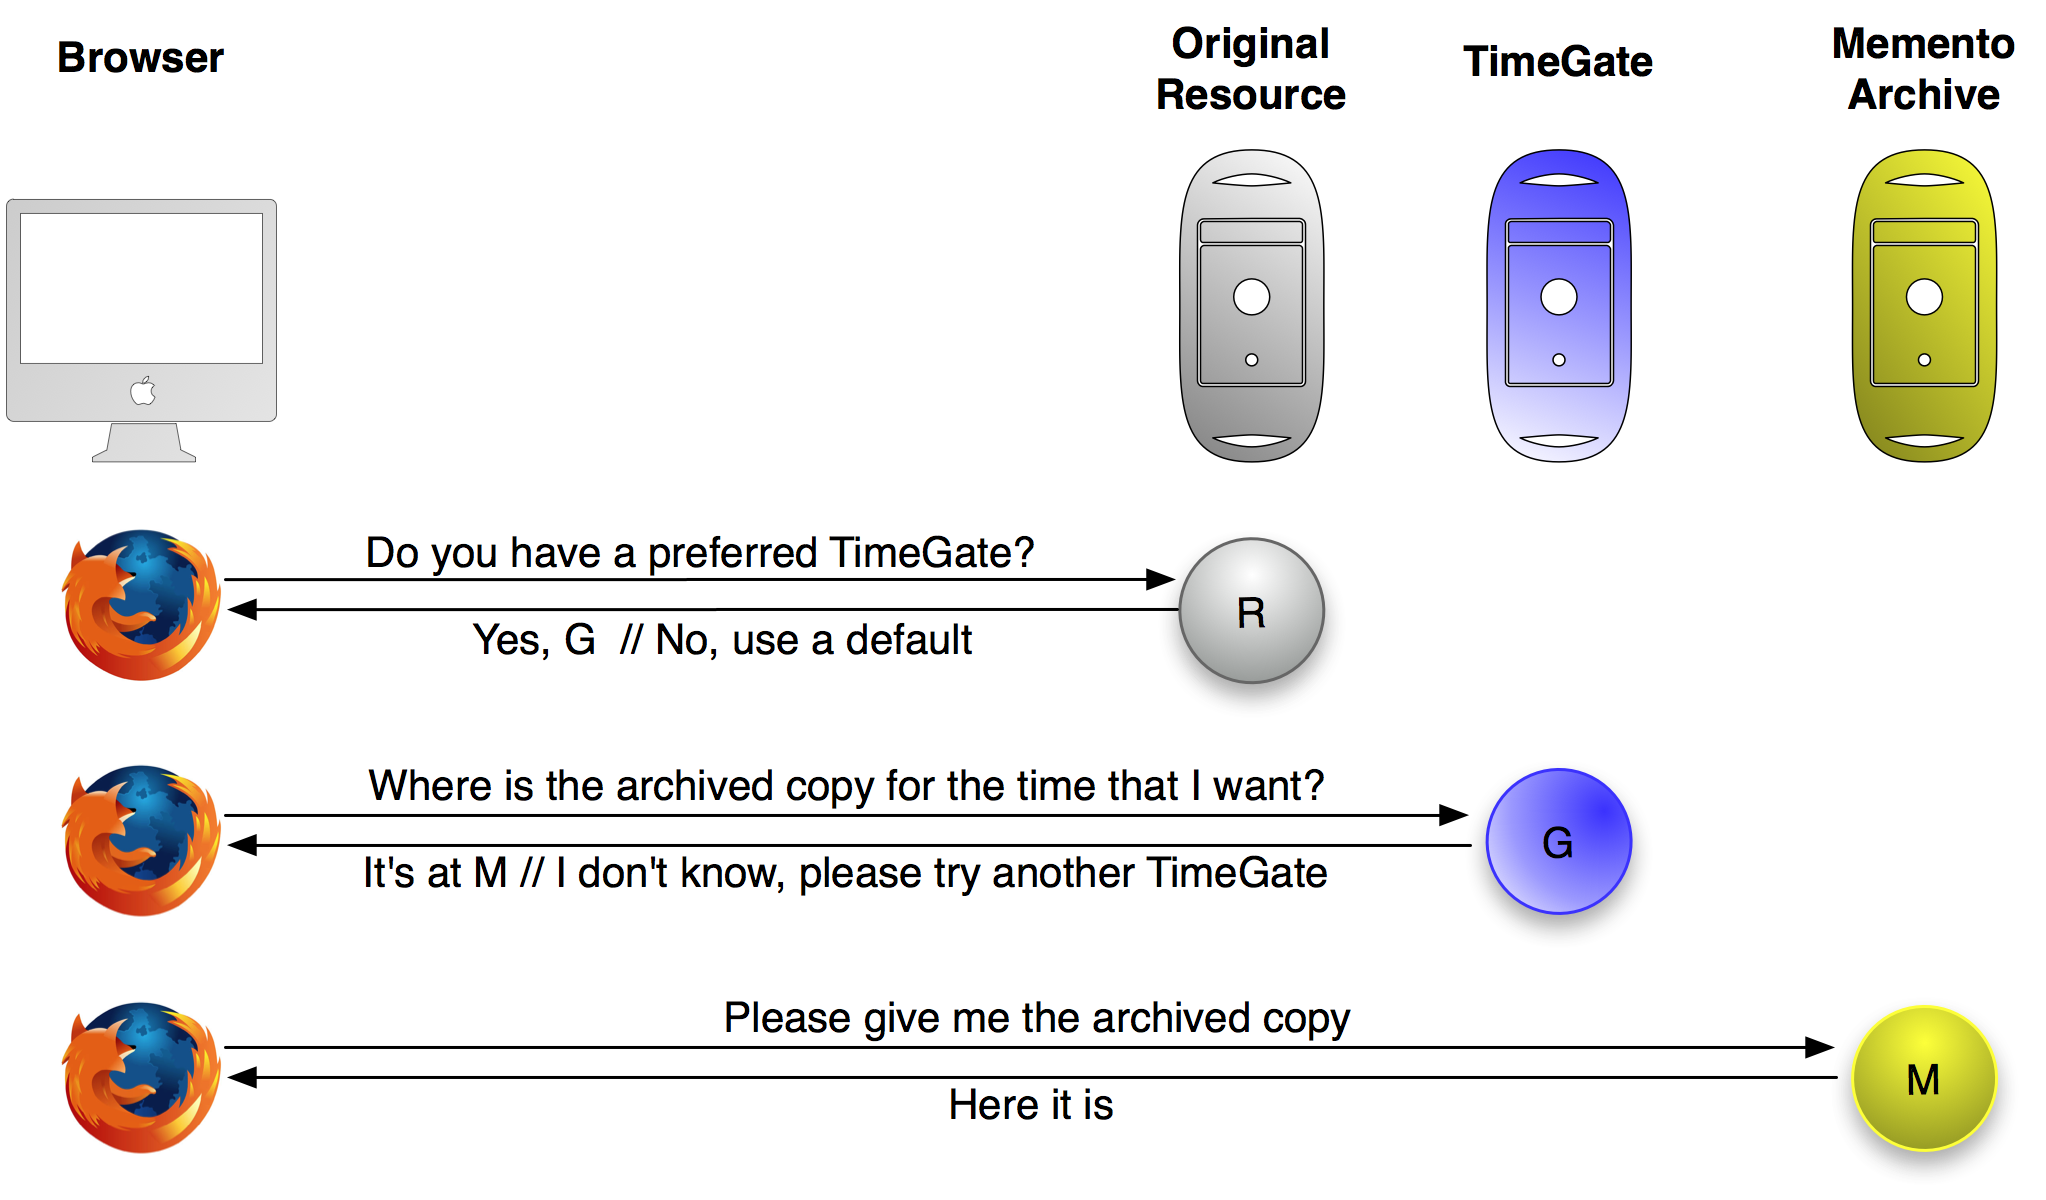 Browser
Original
Resource
TimeGate
Memento
Archive
Do you have a preferred TimeGate?
Yes, G // No, use a default
R
Where is the archived copy for the time that I want?
It's at M // I don't know, please try another TimeGate
G
Please give me the archived copy
Here it is
M